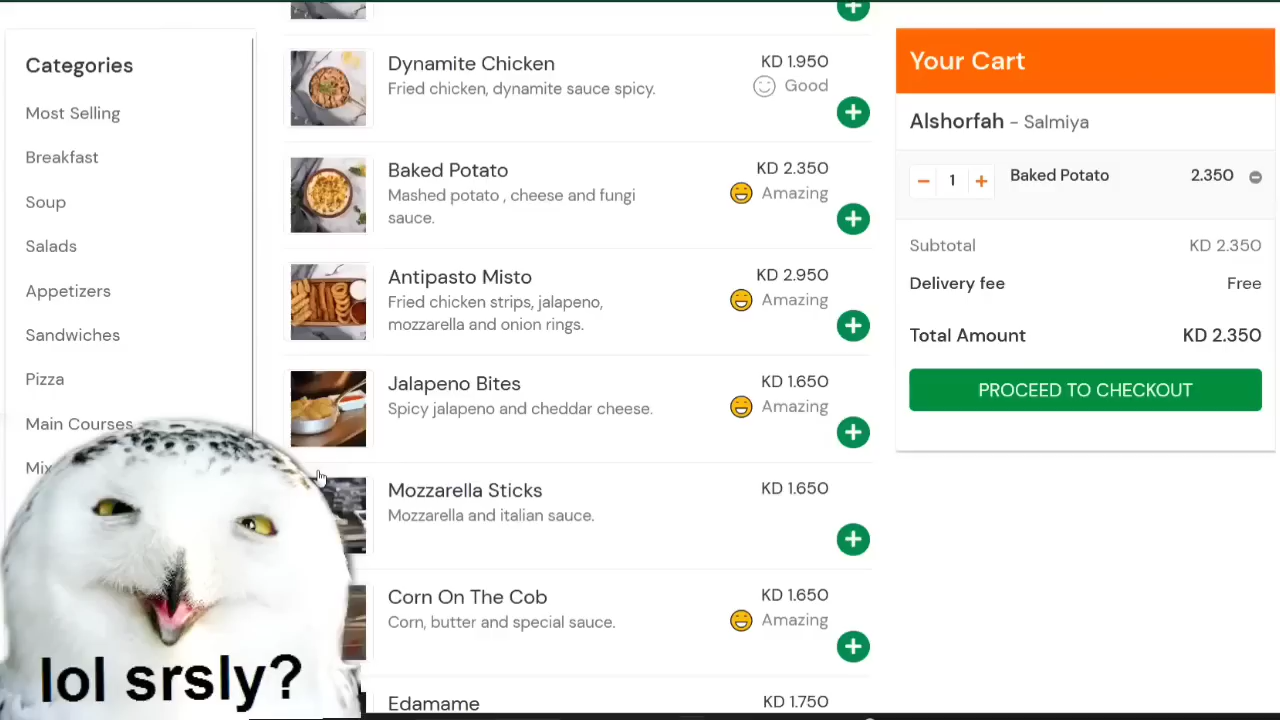 Categories
Most Selling
Breakfast
Soup
Salads
Appetizers
Sandwiches
Pizza
Main Courses
Mix
lol srsly?
Dynamite Chicken
Fried chicken, dynamite sauce spicy.
KD 1.950
Good
Baked Potato
Mashed potato , cheese and fungi
sauce.
KD 2.350
Amazing
Antipasto Misto
Fried chicken strips, jalapeno,
mozzarella and onion rings.
KD 2.950
Amazing
Jalapeno Bites
Spicy jalapeno and cheddar cheese.
KD 1.650
Amazing
Mozzarella Sticks
Mozzarella and italian sauce.
KD 1.650
Corn On The Cob
Corn, butter and special sauce.
KD 1.650
Amazing
Edamame
KD 1.750
Your Cart
Alshorfah - Salmiya
1 Baked Potato 2.350
Subtotal KD 2.350
Delivery fee Free
Total Amount KD 2.350
PROCEED TO CHECKOUT